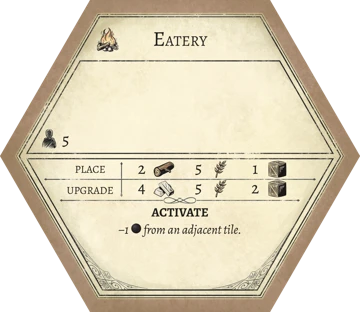 EATERY
5
PLACE 2 5 1
UPGRADE 4 5 2
ACTIVATE
–1 from an adjacent tile.